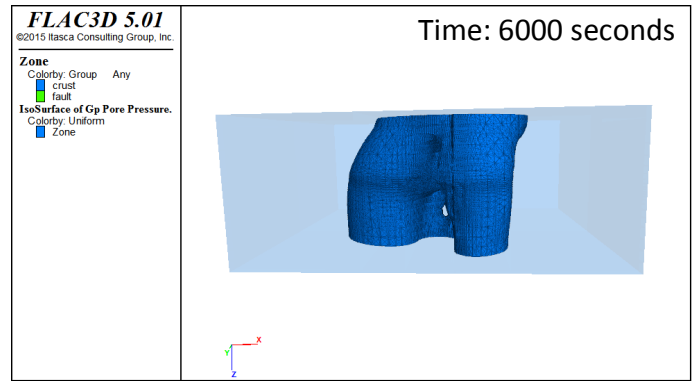 FLAC3D 5.01
©2015 Itasca Consulting Group, Inc.
Zone
Colorby: Group Any
crust
fault
IsoSurface of Gp Pore Pressure.
Colorby: Uniform
Zone
Time: 6000 seconds
X
Y
Z